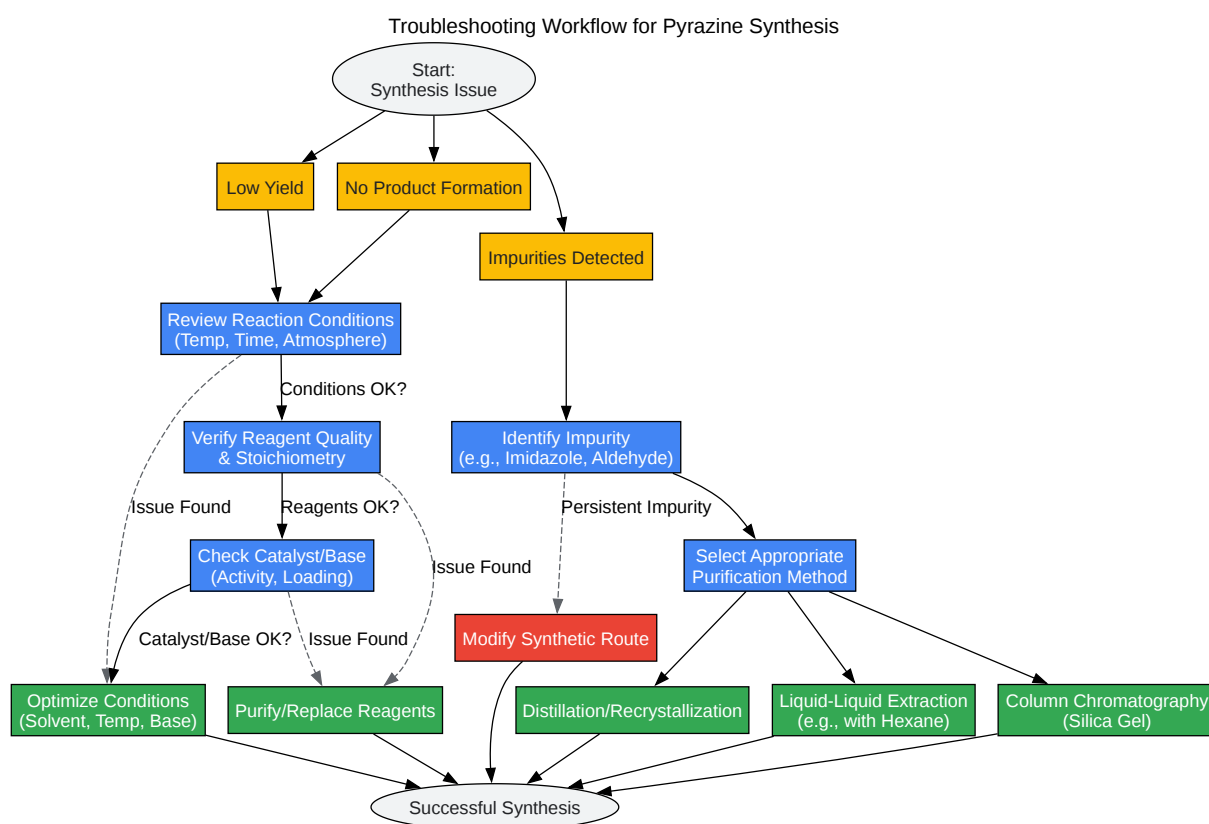 Troubleshooting Workflow for Pyrazine Synthesis
Start:
Synthesis Issue
Low Yield
No Product Formation
Impurities Detected
Review Reaction Conditions
(Temp, Time, Atmosphere)
Conditions OK?
Verify Reagent Quality
& Stoichiometry
Identify Impurity
(e.g., Imidazole, Aldehyde)
Issue Found
Reagents OK?
Persistent Impurity
Check Catalyst/Base
(Activity, Loading)
Issue Found
Select Appropriate
Purification Method
Catalyst/Base OK?
Issue Found
Modify Synthetic Route
Optimize Conditions
(Solvent, Temp, Base)
Purify/Replace Reagents
Distillation/Recrystallization
Liquid-Liquid Extraction
(e.g., with Hexane)
Column Chromatography
(Silica Gel)
Successful Synthesis